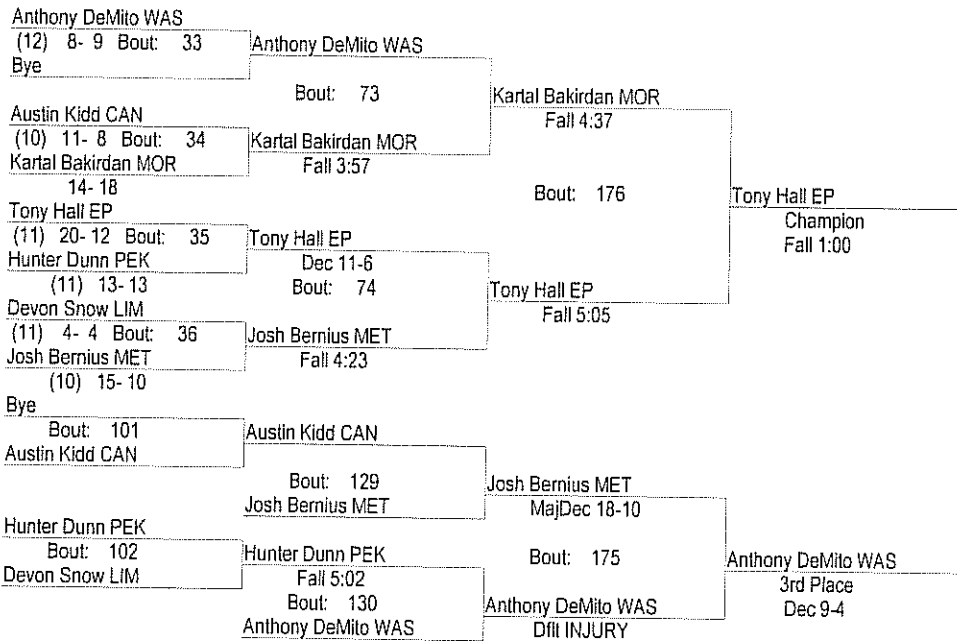 Anthony DeMito WAS
(12) 8- 9 Bout: 33
Anthony DeMito WAS
Bye
Bout: 73
Kartal Bakirdan MOR
Austin Kidd CAN
Fall 4:37
(10) 11- 8 Bout: 34
Kartal Bakirdan MOR
Kartal Bakirdan MOR
Fall 3:57
14- 18
Bout: 176
Tony Hall EP
Tony Hall EP
Champion
(11) 20- 12 Bout: 35
Tony Hall EP
Fall 1:00
Hunter Dunn PEK
Dec 11-6
(11) 13- 13
Bout: 74
Tony Hall EP
Devon Snow LIM
Fall 5:05
(11) 4- 4 Bout: 36
Josh Bernius MET
Josh Bernius MET
Fall 4:23
(10) 15- 10
Bye
Bout: 101
Austin Kidd CAN
Austin Kidd CAN
Bout: 129
Josh Bernius MET
Josh Bernius MET
MajDec 18-10
Hunter Dunn PEK
Bout: 102
Hunter Dunn PEK
Bout: 175
Anthony DeMito WAS
Devon Snow LIM
Fall 5:02
3rd Place
Bout: 130
Anthony DeMito WAS
Dec 9-4
Anthony DeMito WAS
Dflt INJURY